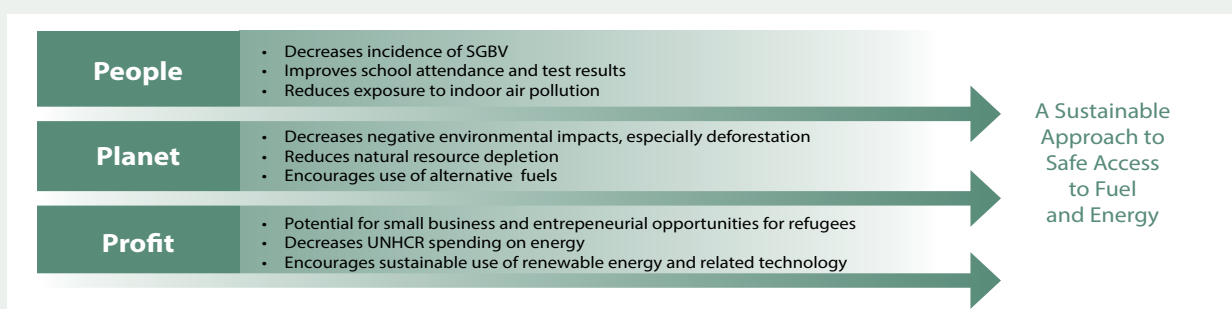 People
• Decreases incidence of SGBV
• Improves school attendance and test results
• Reduces exposure to indoor air pollution
Planet
• Decreases negative environmental impacts, especially deforestation
• Reduces natural resource depletion
• Encourages use of alternative fuels
Profit
• Potential for small business and entrepeneurial opportunities for refugees
• Decreases UNHCR spending on energy
• Encourages sustainable use of renewable energy and related technology
A Sustainable
Approach to
Safe Access
to Fuel
and Energy